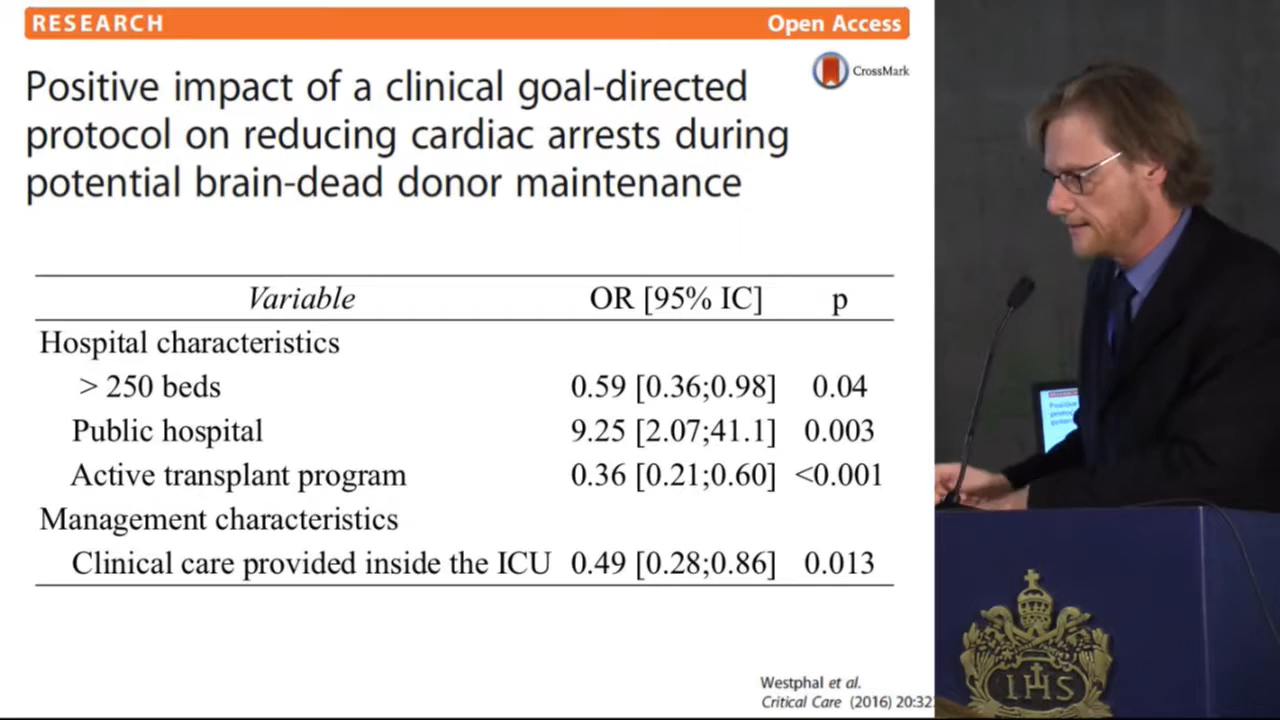 RESEARCH Open Access
CrossMark
Positive impact of a clinical goal-directed
protocol on reducing cardiac arrests during
potential brain-dead donor maintenance
Variable OR [95% IC] p
Hospital characteristics
> 250 beds 0.59 [0.36;0.98] 0.04
Public hospital 9.25 [2.07;41.1] 0.003
Active transplant program 0.36 [0.21;0.60] <0.001
Management characteristics
Clinical care provided inside the ICU 0.49 [0.28;0.86] 0.013
Westphal et al.
Critical Care (2016) 20:32
IHS